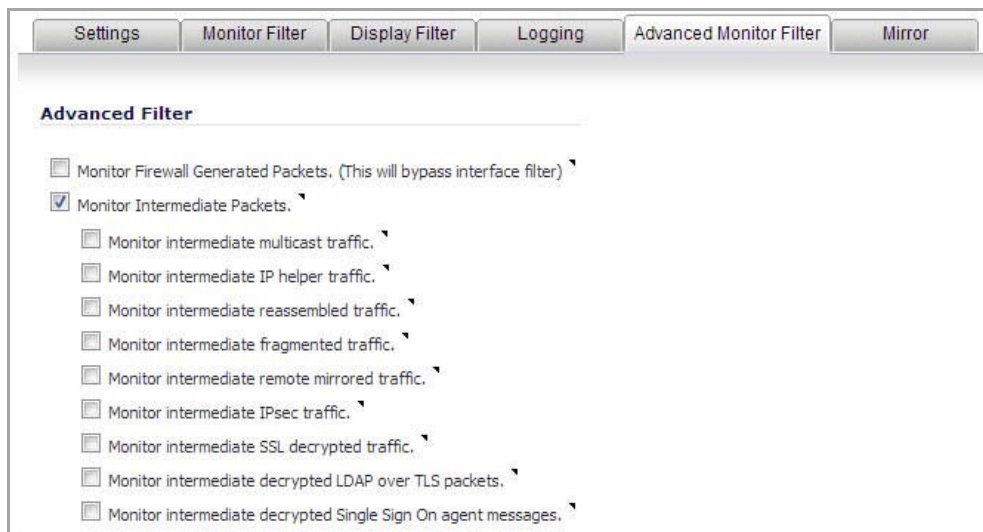 Settings Monitor Filter Display Filter Logging Advanced Monitor Filter Mirror
Advanced Filter
Monitor Firewall Generated Packets. (This will bypass interface filter)
Monitor Intermediate Packets.
Monitor intermediate multicast traffic.
Monitor intermediate IP helper traffic.
Monitor intermediate reassembled traffic.
Monitor intermediate fragmented traffic.
Monitor intermediate remote mirrored traffic.
Monitor intermediate IPsec traffic.
Monitor intermediate SSL decrypted traffic.
Monitor intermediate decrypted LDAP over TLS packets.
Monitor intermediate decrypted Single Sign On agent messages.